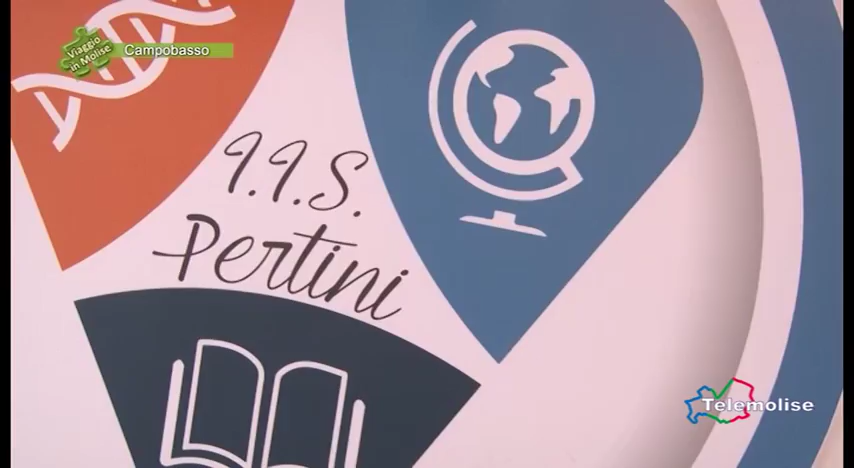 Viaggio
in Molise
Campobasso
I.I.S.
Pertini
Telemolise